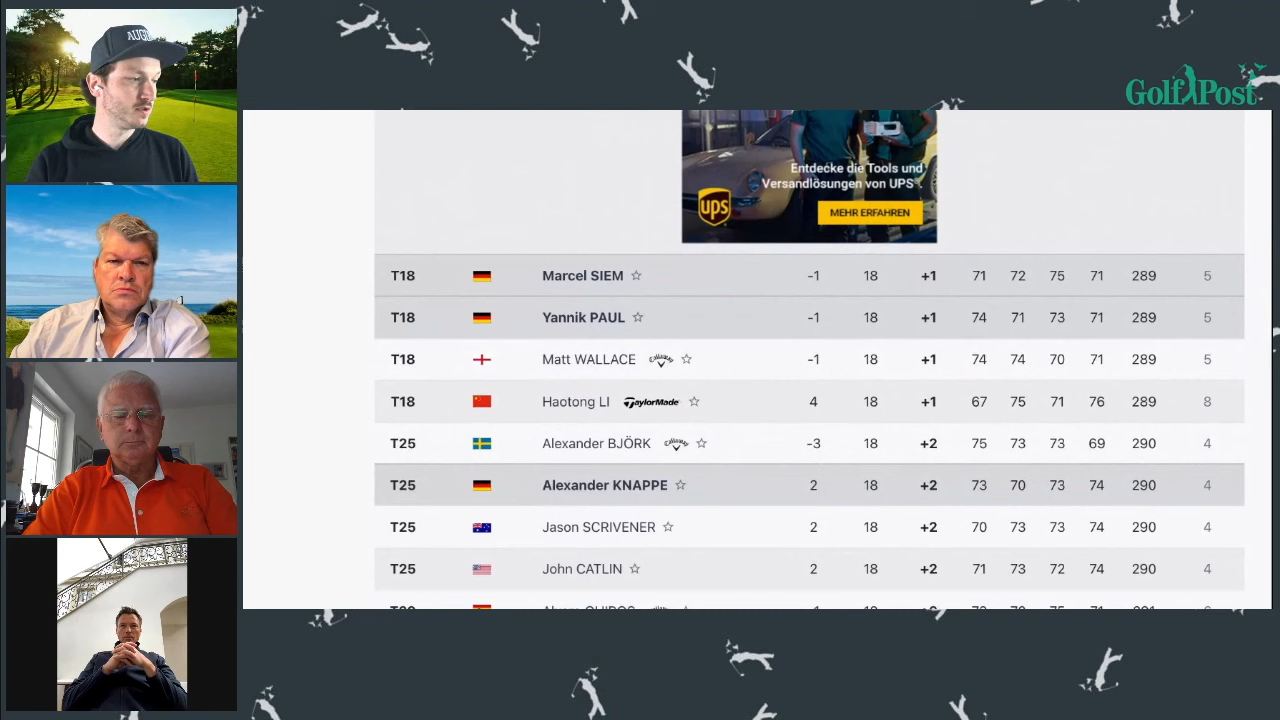 AUGU
Golf Post
Entdecke die Tools und
Versandlösungen von UPS®.
ups
MEHR ERFAHREN
T18 Marcel SIEM ☆ -1 18 +1 71 72 75 71 289 5
T18 Yannik PAUL ☆ -1 18 +1 74 71 73 71 289 5
T18 Matt WALLACE Callaway ☆ -1 18 +1 74 74 70 71 289 5
T18 Haotong LI TaylorMade ☆ 4 18 +1 67 75 71 76 289 8
T25 Alexander BJÖRK Callaway ☆ -3 18 +2 75 73 73 69 290 4
T25 Alexander KNAPPE ☆ 2 18 +2 73 70 73 74 290 4
T25 Jason SCRIVENER ☆ 2 18 +2 70 73 73 74 290 4
T25 John CATLIN ☆ 2 18 +2 71 73 72 74 290 4